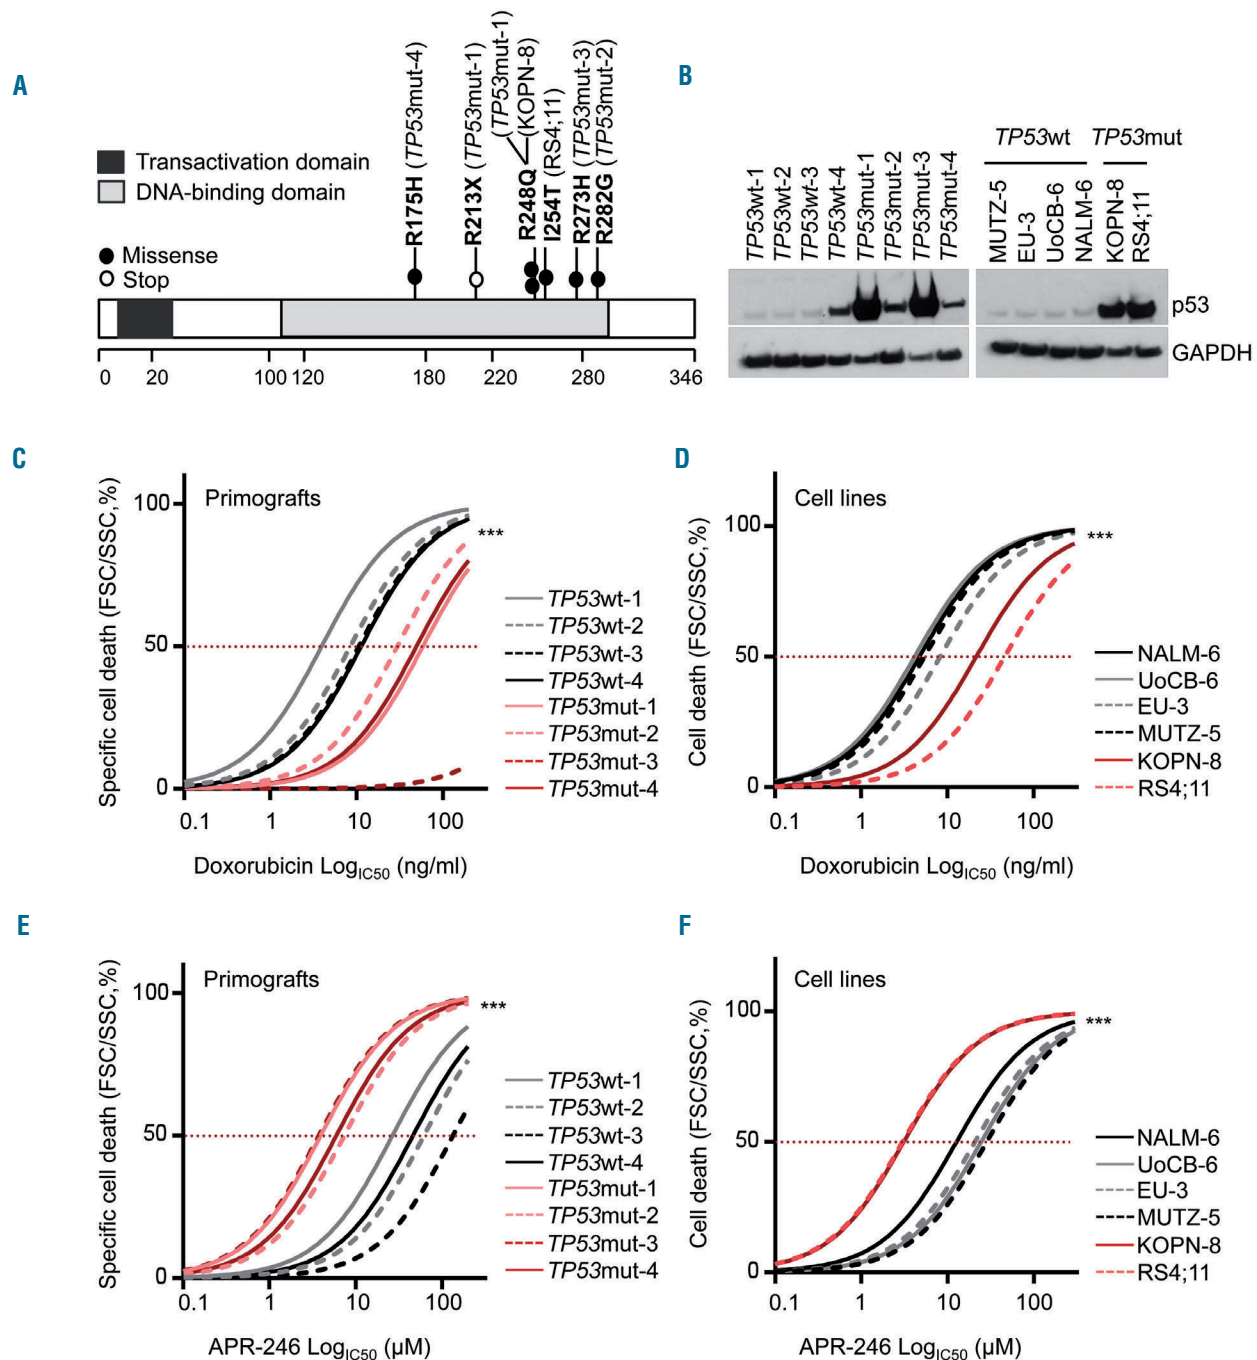 A
Transactivation domain
DNA-binding domain
Missense
Stop
R175H (TP53mut-4)
R213X (TP53mut-1)
(TP53mut-1)
R248Q (KOPN-8)
I254T (RS4;11)
R273H (TP53mut-3)
R282G (TP53mut-2)
0 20 100 120 180 220 280 346
B
TP53wt TP53mut
TP53wt-1
TP53wt-2
TP53wt-3
TP53wt-4
TP53mut-1
TP53mut-2
TP53mut-3
TP53mut-4
MUTZ-5
EU-3
UoCB-6
NALM-6
KOPN-8
RS4;11
p53
GAPDH
C
Primografts
Specific cell death (FSC/SSC,%)
100
50
0
***
0.1 1 10 100
Doxorubicin LogIC50 (ng/ml)
TP53wt-1
TP53wt-2
TP53wt-3
TP53wt-4
TP53mut-1
TP53mut-2
TP53mut-3
TP53mut-4
D
Cell lines
Cell death (FSC/SSC,%)
100
50
0
***
0.1 1 10 100
Doxorubicin LogIC50 (ng/ml)
NALM-6
UoCB-6
EU-3
MUTZ-5
KOPN-8
RS4;11
E
Primografts
Specific cell death (FSC/SSC,%)
100
50
0
***
0.1 1 10 100
APR-246 LogIC50 (µM)
TP53wt-1
TP53wt-2
TP53wt-3
TP53wt-4
TP53mut-1
TP53mut-2
TP53mut-3
TP53mut-4
F
Cell lines
Cell death (FSC/SSC,%)
100
50
0
***
0.1 1 10 100
APR-246 LogIC50 (µM)
NALM-6
UoCB-6
EU-3
MUTZ-5
KOPN-8
RS4;11